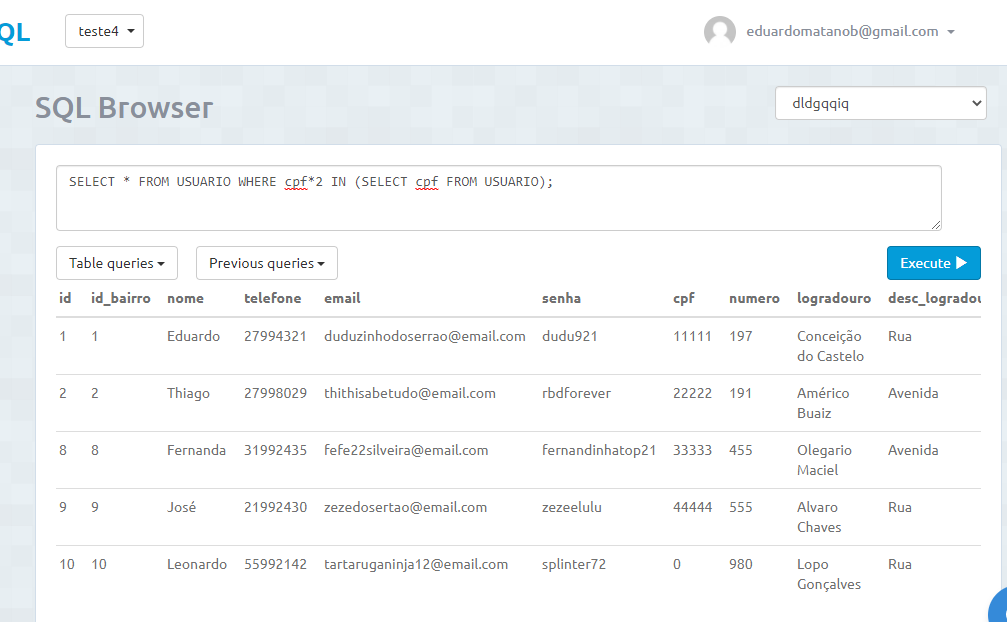 QL
teste4
eduardomatanob@gmail.com
SQL Browser
dldgqqiq
SELECT * FROM USUARIO WHERE cpf*2 IN (SELECT cpf FROM USUARIO);
Table queries
Previous queries
Execute
id id_bairro nome telefone email senha cpf numero logradouro desc_logradou
1 1 Eduardo 27994321 duduzinhodoserrao@email.com dudu921 11111 197 Conceição Rua
do Castelo
2 2 Thiago 27998029 thithisabetudo@email.com rbdforever 22222 191 Américo Avenida
Buaiz
8 8 Fernanda 31992435 fefe22silveira@email.com fernandinhatop21 33333 455 Olegario Avenida
Maciel
9 9 José 21992430 zezedosertao@email.com zezeelulu 44444 555 Alvaro Rua
Chaves
10 10 Leonardo 55992142 tartaruganinja12@email.com splinter72 0 980 Lopo Rua
Gonçalves